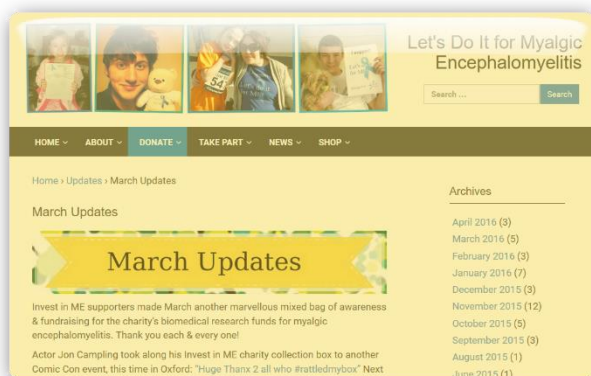 Let's Do It for Myalgic
Encephalomyelitis
Search ...
Search
54
HOME
ABOUT
DONATE
TAKE PART
NEWS
SHOP
Home › Updates › March Updates
March Updates
March Updates
Invest in ME supporters made March another marvellous mixed bag of awareness
& fundraising for the charity's biomedical research funds for myalgic
encephalomyelitis. Thank you each & every one!
Actor Jon Campling took along his Invest in ME charity collection box to another
Comic Con event, this time in Oxford: "Huge Thanx 2 all who #rattledmybox" Next
Archives
April 2016 (3)
March 2016 (5)
February 2016 (3)
January 2016 (7)
December 2015 (3)
November 2015 (12)
October 2015 (5)
September 2015 (3)
August 2015 (1)
June 2015 (1)